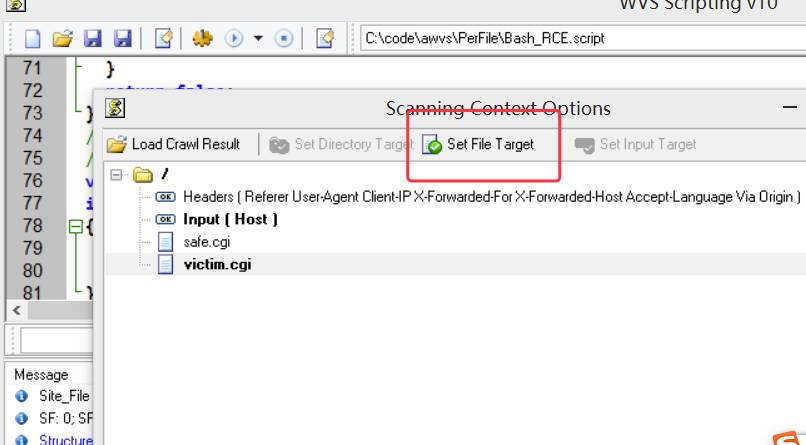 WVS Scripting v10
C:\code\awvs\PerFile\Bash_RCE.script
71 }
72
73 }
74 /
75 /
76 v
77 i
78 {
79
80
81 }
Scanning Context Options
Load Crawl Result Set Directory Target Set File Target Set Input Target
/
OK Headers ( Referer User-Agent Client-IP X-Forwarded-For X-Forwarded-Host Accept-Language Via Origin )
OK Input ( Host )
safe.cgi
victim.cgi
Message
Site_File
SF: 0; SF
Structure